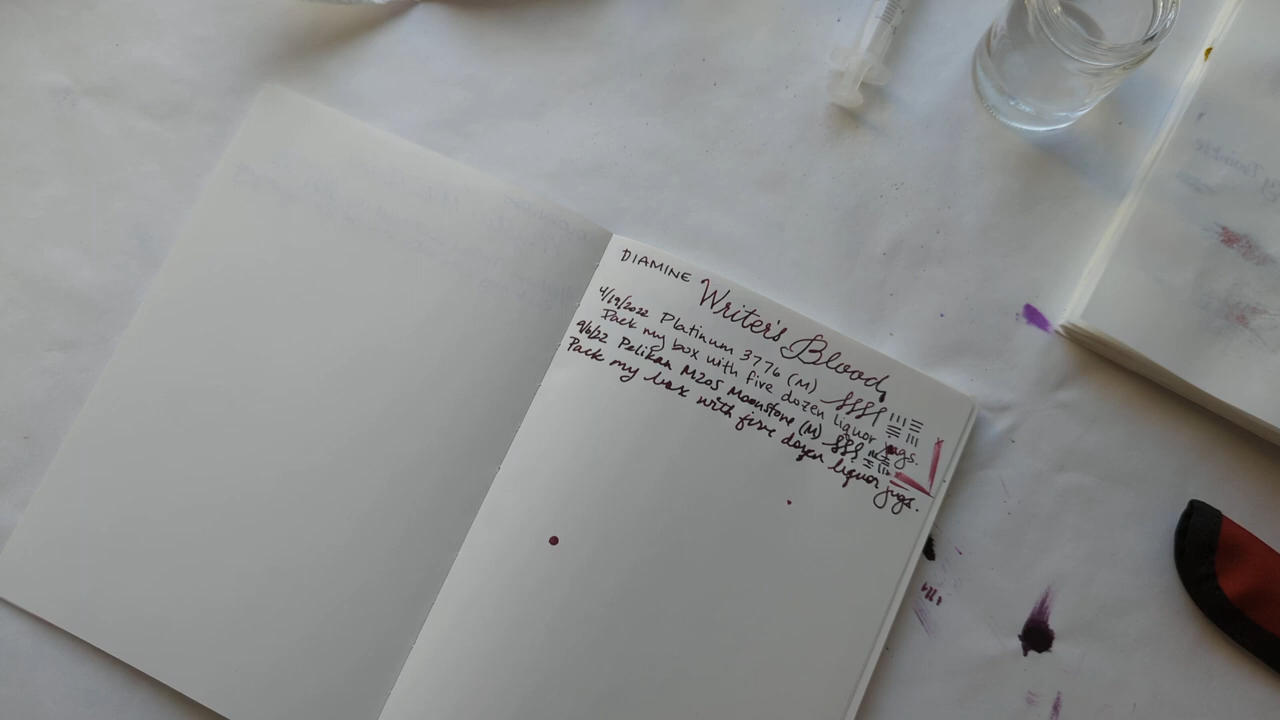 DIAMINE Writer's Blood
4/19/2022 Platinum 3776 (M)
Pack my box with five dozen liquor jugs.
9/6/22 Pelikan M205 Moonstone (M)
Pack my box with five dozen liquor jugs.